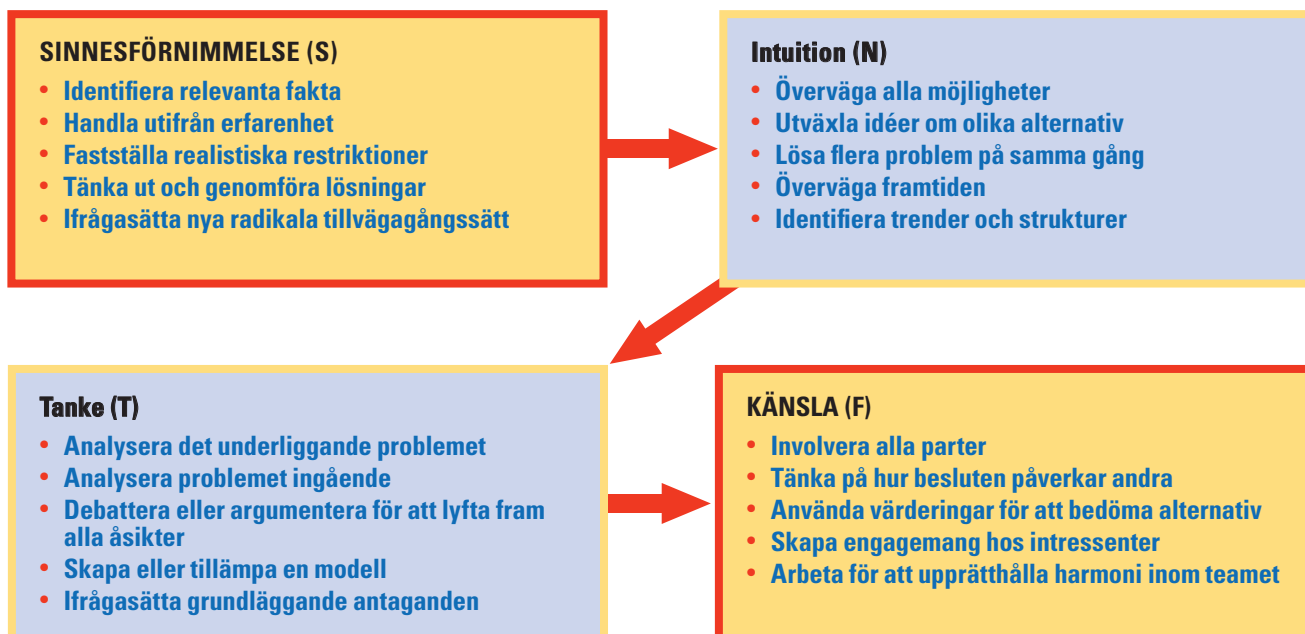 SINNESFÖRNIMMELSE (S)
• Identifiera relevanta fakta
• Handla utifrån erfarenhet
• Fastställa realistiska restriktioner
• Tänka ut och genomföra lösningar
• Ifrågasätta nya radikala tillvägagångssätt
Intuition (N)
• Överväga alla möjligheter
• Utväxla idéer om olika alternativ
• Lösa flera problem på samma gång
• Överväga framtiden
• Identifiera trender och strukturer
Tanke (T)
• Analysera det underliggande problemet
• Analysera problemet ingående
• Debattera eller argumentera för att lyfta fram
alla åsikter
• Skapa eller tillämpa en modell
• Ifrågasätta grundläggande antaganden
KÄNSLA (F)
• Involvera alla parter
• Tänka på hur besluten påverkar andra
• Använda värderingar för att bedöma alternativ
• Skapa engagemang hos intressenter
• Arbeta för att upprätthålla harmoni inom teamet